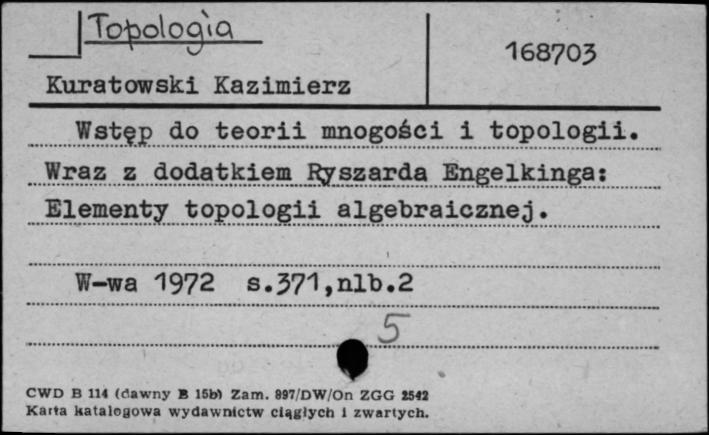 Topologia
168703
Kuratowski Kazimierz
Wstęp do teorii mnogości i topologii.
Wraz z dodatkiem Ryszarda Engelkinga:
Elementy topologii algebraicznej.
W-wa 1972 s.371,nlb.2
5
CWD B 114 (dawny B 15b) Zam. 897/DW/On ZGG 2542
Karta katalogowa wydawnictw ciągłych i zwartych.